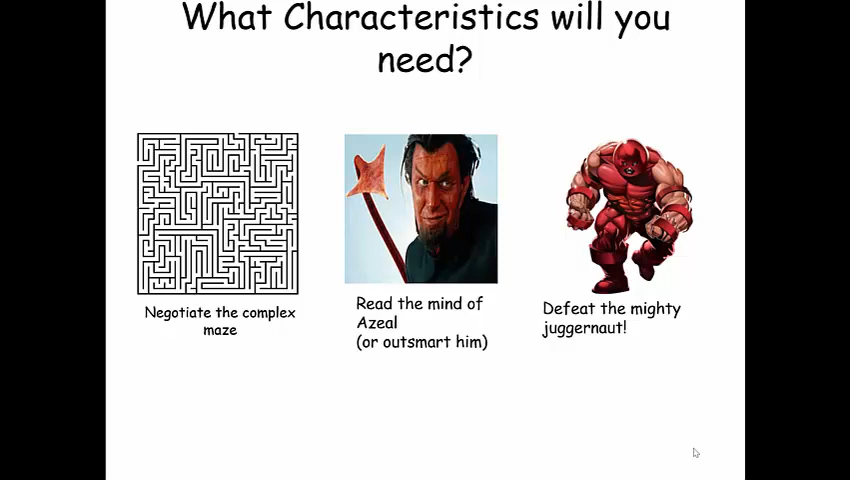 What Characteristics will you
need?
Negotiate the complex
maze
Read the mind of
Azeal
(or outsmart him)
Defeat the mighty
juggernaut!